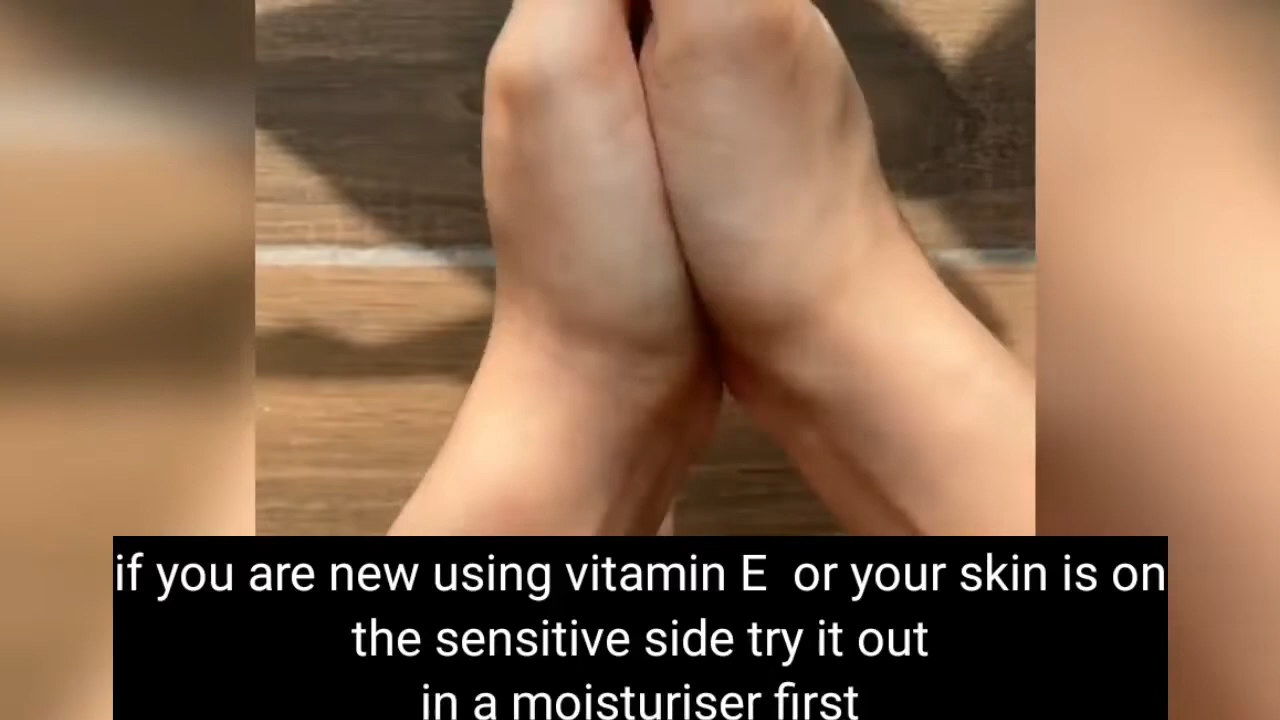 if you are new using vitamin E  or your skin is on
the sensitive side try it out
in a moisturiser first